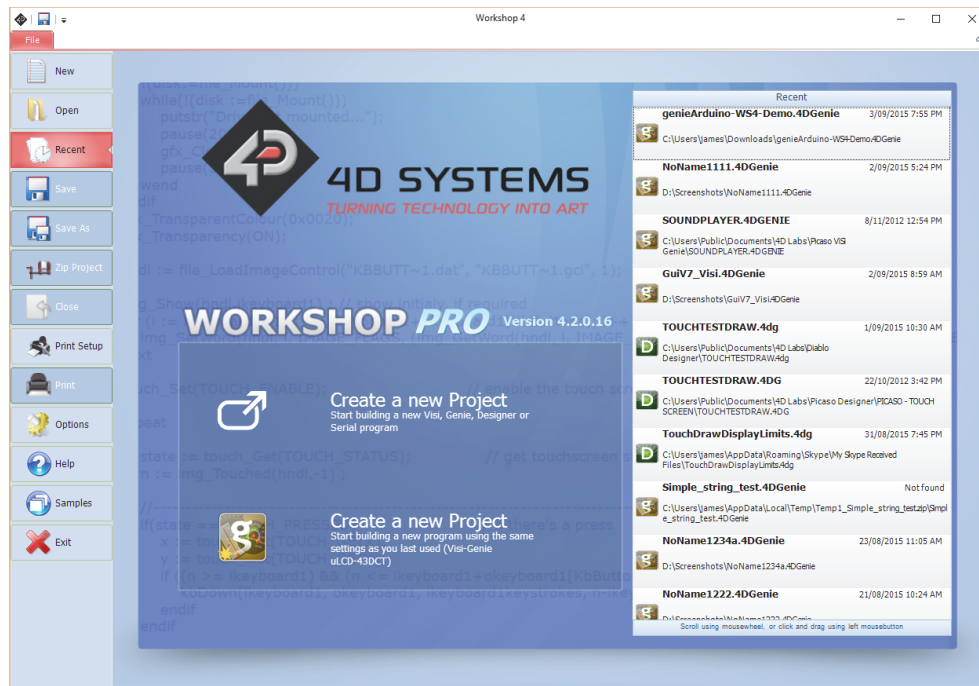 Workshop 4
File
New
Open
Recent
Save
Save As
Zip Project
Close
Print Setup
Print
Options
Help
Samples
Exit
4D SYSTEMS
TURNING TECHNOLOGY INTO ART
WORKSHOP PRO Version 4.2.0.16
Create a new Project
Start building a new Visi, Genie, Designer or
Serial program
Create a new Project
Start building a new program using the same
settings as you last used (Visi-Genie
uLCD-43DCT)
Recent
genieArduino-WS4-Demo.4DGenie 3/09/2015 7:55 PM
C:\Users\james\Downloads\genieArduino-WS4-Demo.4DGenie
NoName1111.4DGenie 2/09/2015 5:24 PM
D:\Screenshots\NoName1111.4DGenie
SOUNDPLAYER.4DGENIE 8/11/2012 12:54 PM
C:\Users\Public\Documents\4D Labs\Picaso VISI
Genie\SOUNDPLAYER.4DGENIE
GuiV7_Visi.4DGenie 2/09/2015 8:59 AM
D:\Screenshots\GuiV7_Visi.4DGenie
TOUCHTESTDRAW.4dg 1/09/2015 10:30 AM
C:\Users\Public\Documents\4D Labs\Diablo
Designer\TOUCHTESTDRAW.4dg
TOUCHTESTDRAW.4DG 22/10/2012 3:42 PM
C:\Users\Public\Documents\4D Labs\Picaso Designer\PICASO - TOUCH
SCREEN\TOUCHTESTDRAW.4DG
TouchDrawDisplayLimits.4dg 31/08/2015 7:45 PM
C:\Users\james\AppData\Roaming\Skype\My Skype Received
Files\TouchDrawDisplayLimits.4dg
Simple_string_test.4DGenie Not found
C:\Users\james\AppData\Local\Temp\Temp1_Simple_string_test.zip\Simpl
e_string_test.4DGenie
NoName1234a.4DGenie 23/08/2015 11:05 AM
D:\Screenshots\NoName1234a.4DGenie
NoName1222.4DGenie 21/08/2015 10:24 AM
D:\Screenshots\NoName1222.4DGenie
Scroll using mousewheel, or click and drag using left mousebutton